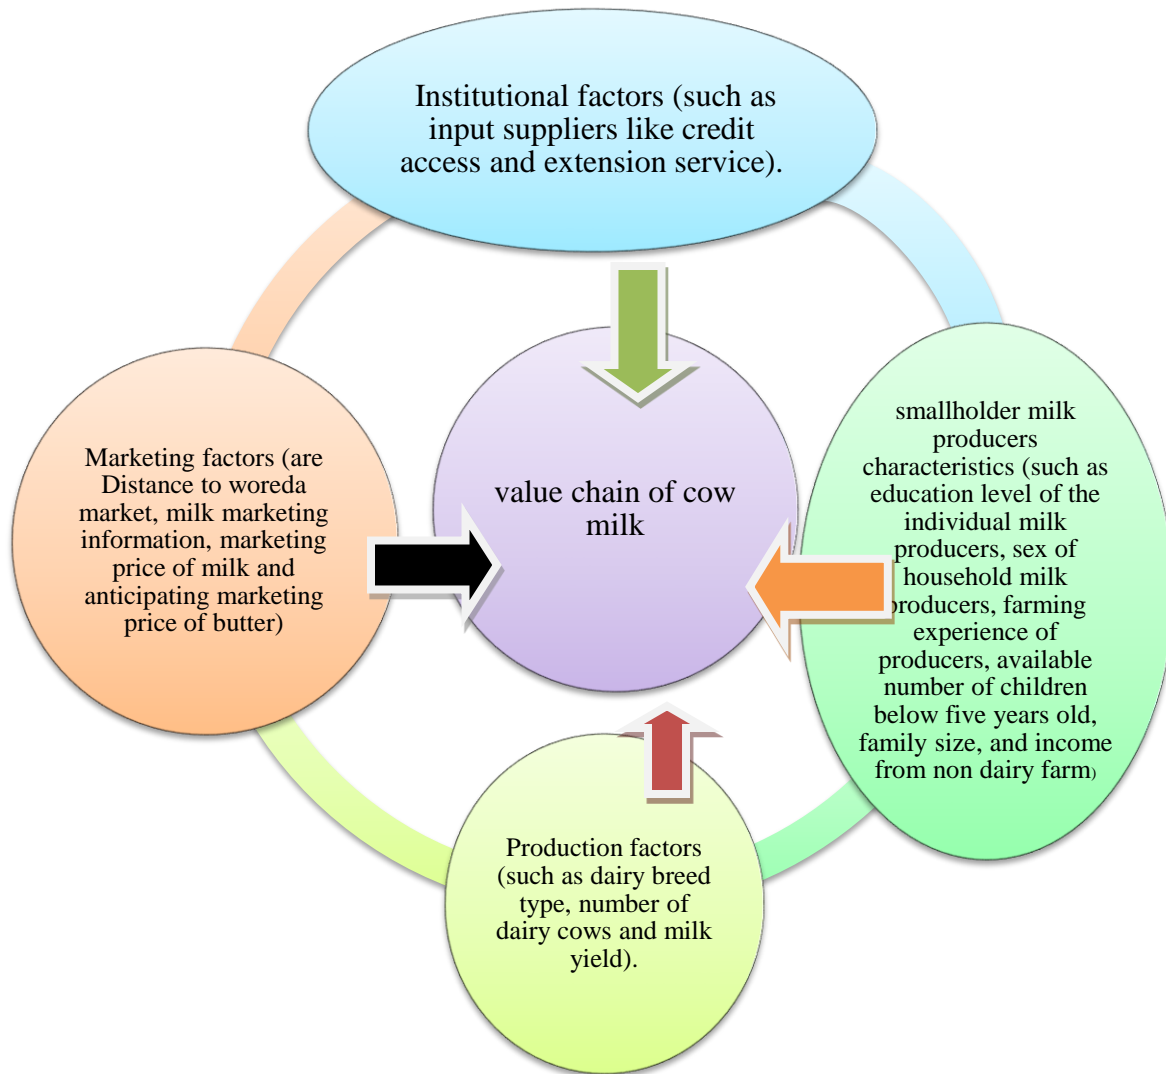 Institutional factors (such as
input suppliers like credit
access and extension service).
Marketing factors (are
Distance to woreda
market, milk marketing
information, marketing
price of milk and
anticipating marketing
price of butter)
value chain of cow
milk
smallholder milk
producers
characteristics (such as
education level of the
individual milk
producers, sex of
household milk
producers, farming
experience of
producers, available
number of children
below five years old,
family size, and income
from non dairy farm)
Production factors
(such as dairy breed
type, number of
dairy cows and milk
yield).